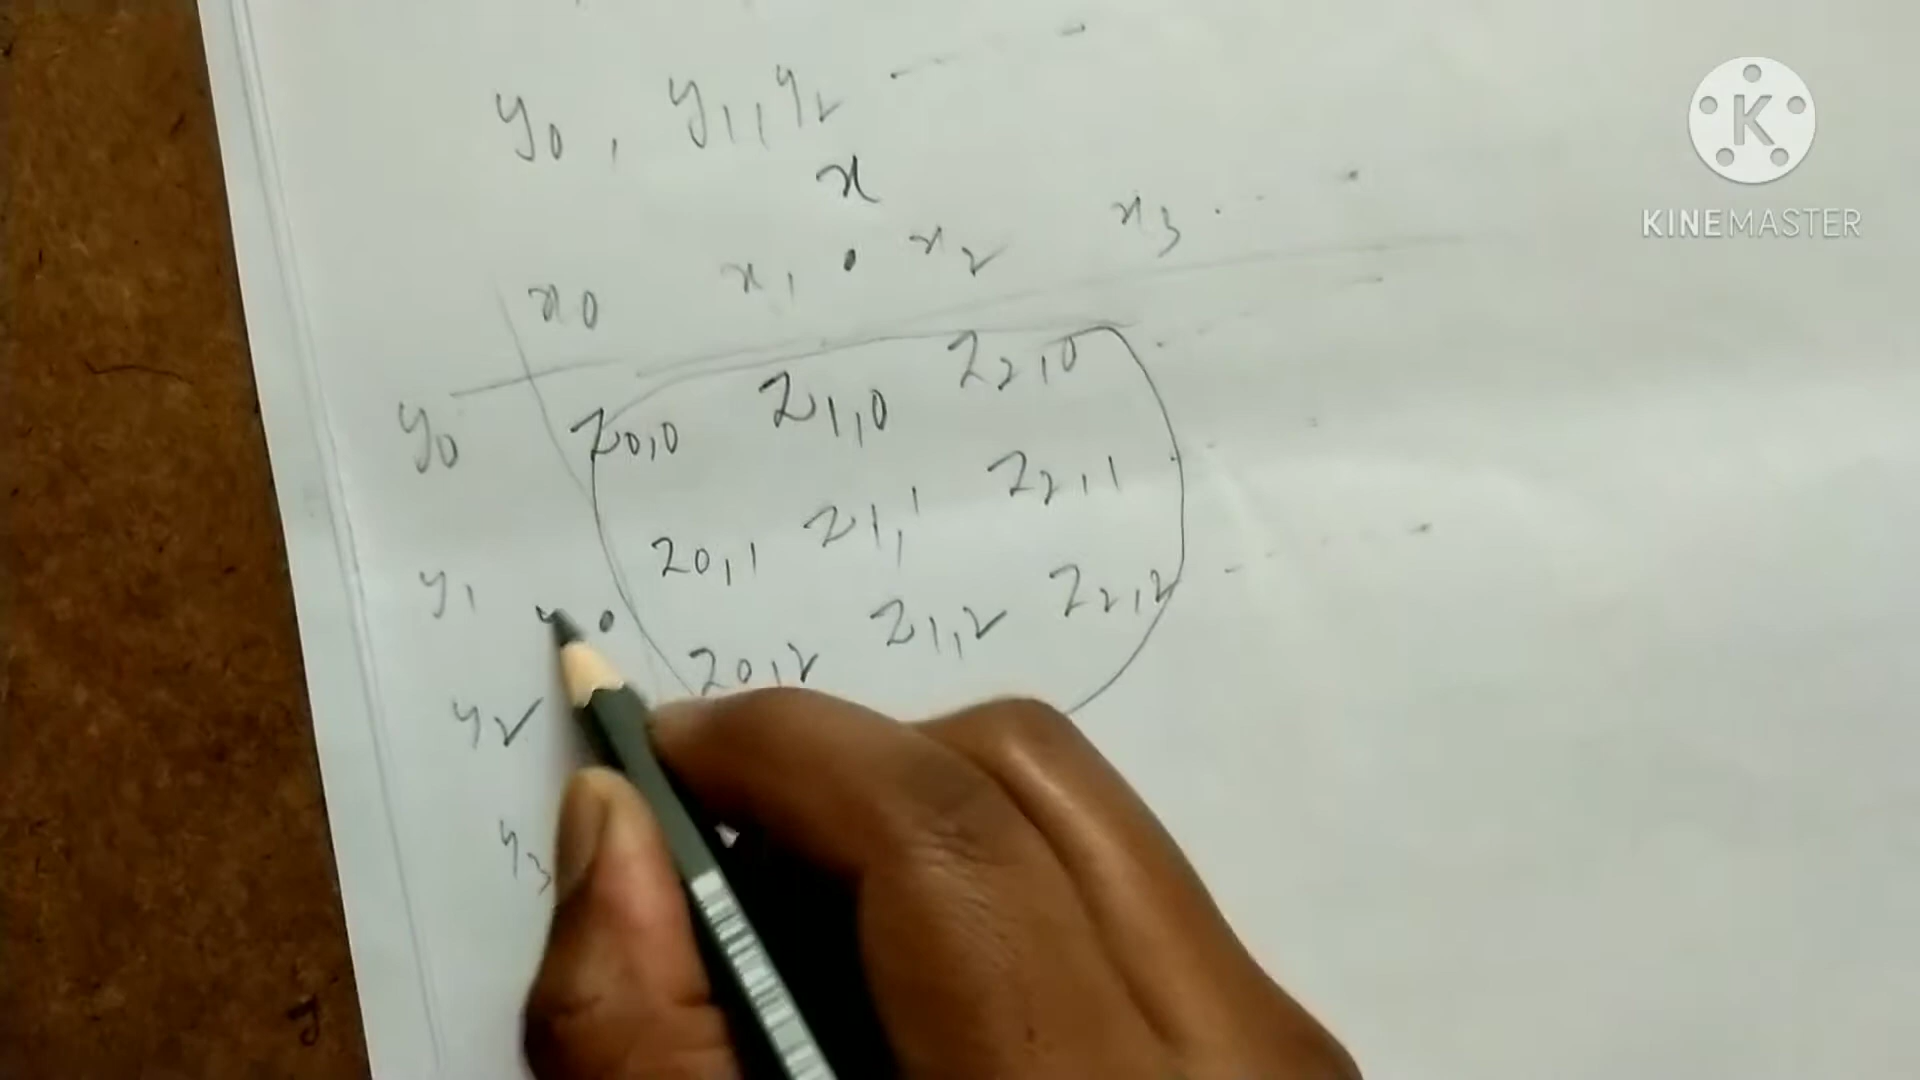 y0, y1, y2 ------
x
x0 x1 • x2 x3 ....
y0 z0,0 z1,0 z2,0
y1 z0,1 z1,1 z2,1
y •
y2 z0,2 z1,2 z2,2
y3
K
KINEMASTER